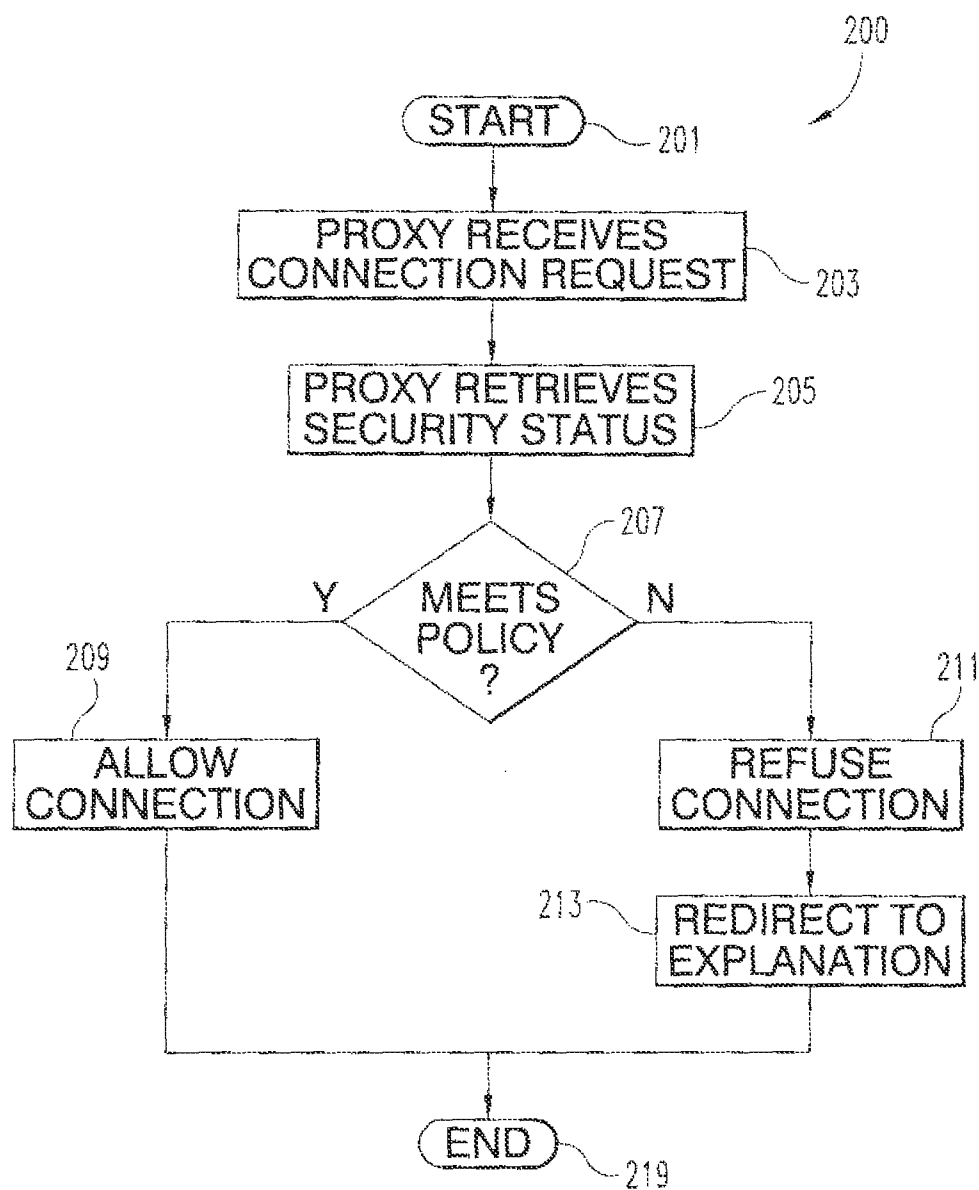 200
START
201
PROXY RECEIVES
CONNECTION REQUEST
203
PROXY RETRIEVES
SECURITY STATUS
205
207
Y
MEETS
POLICY
?
N
209
ALLOW
CONNECTION
211
REFUSE
CONNECTION
213
REDIRECT TO
EXPLANATION
END
219